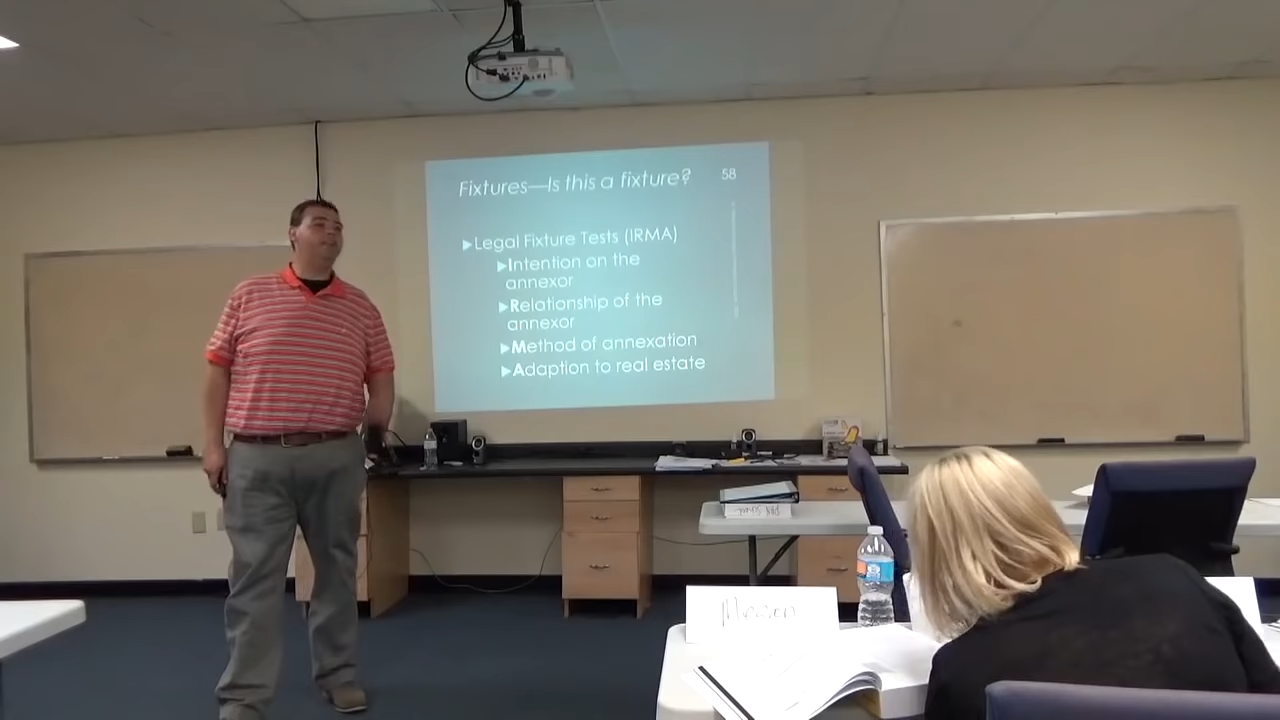 Fixtures—Is this a fixture?
58
▶Legal Fixture Tests (IRMA)
▶Intention on the
annexor
▶Relationship of the
annexor
▶Method of annexation
▶Adaption to real estate